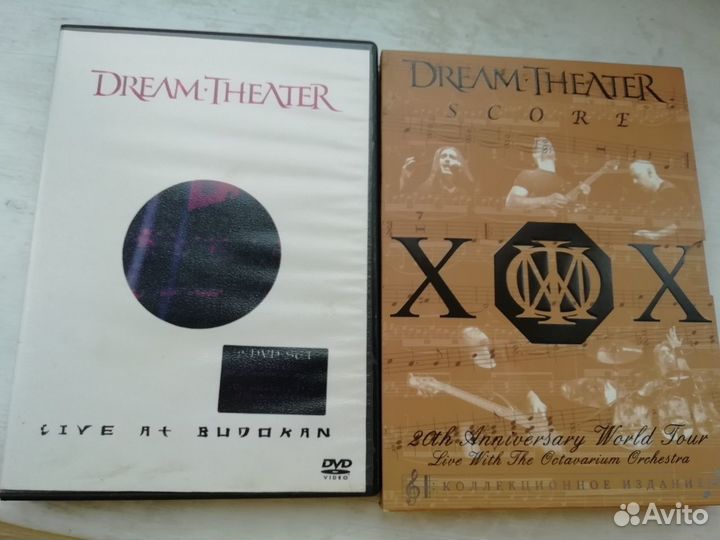 DREAM·THEATER
2 DVD SET
LIVE At BUDOKAN
DVD
VIDEO
DREAM·THEATER
SCORE
X X
20th Anniversary World Tour
Live With The Octavarium Orchestra
КОЛЛЕКЦИОННОЕ ИЗДАНИЕ
Avito